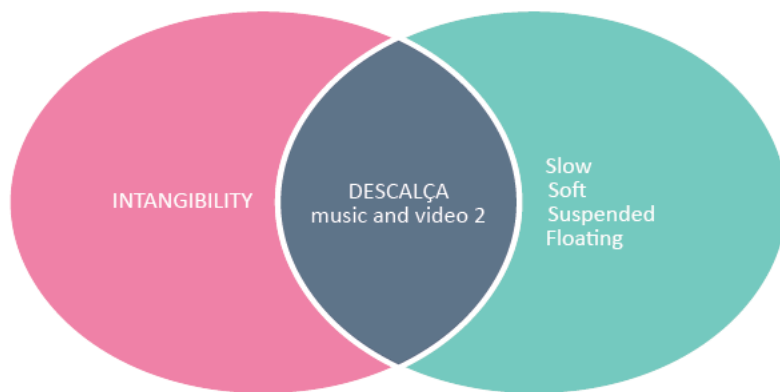 INTANGIBILITY
DESCALÇA
music and video 2
Slow
Soft
Suspended
Floating